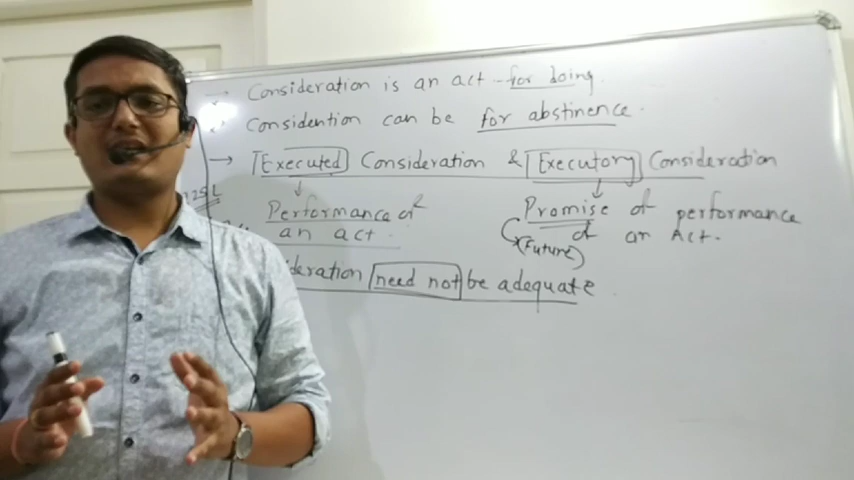 → Consideration is an act - for doing.
→ Considention can be for abstinence.
→ Executed Consideration & Executory Consideration
Performance of an act.
Promise of performance of an Act.
(Future)
deration need not be adequate